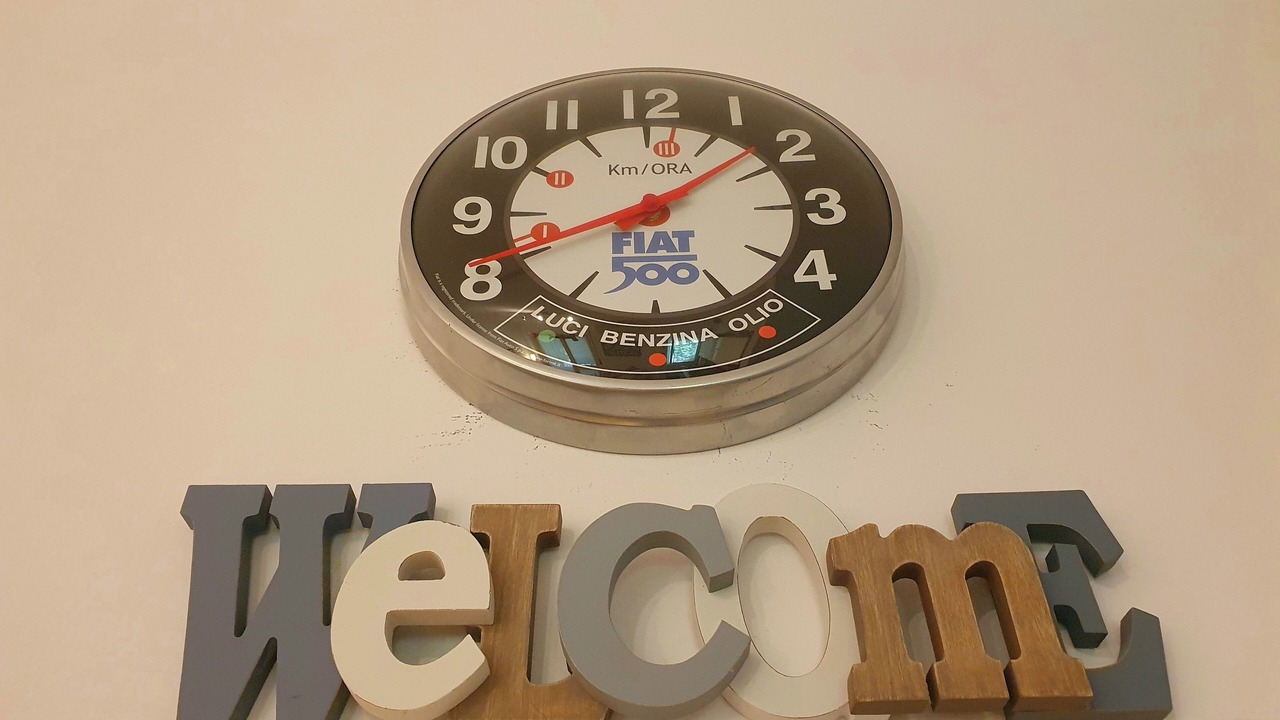 11 12 1
10 2
9 3
8 4
III
II
I
Km/ORA
FIAT
500
LUCI BENZINA OLIO
WelcomE